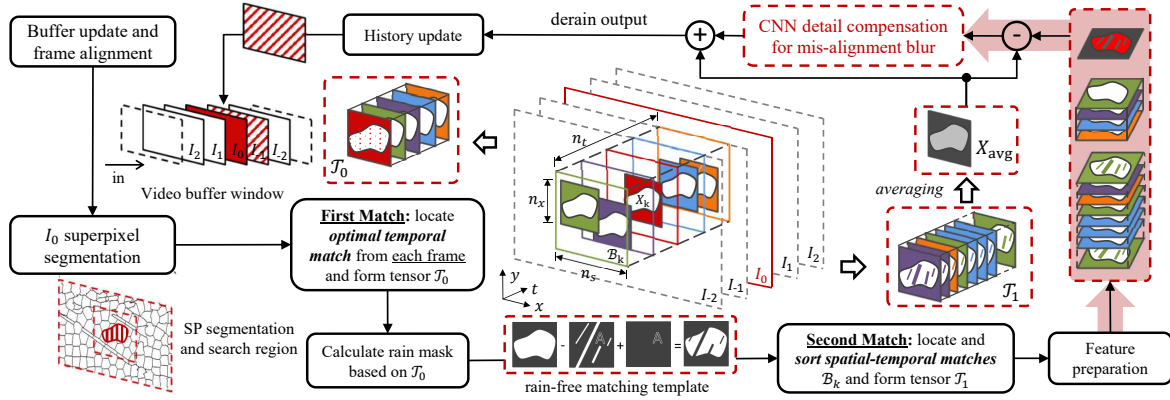 Buffer update and
frame alignment
History update
derain output
+
CNN detail compensation
for mis-alignment blur
-
I2
I1
I0
I-1
I-2
in
Video buffer window
𝒯0
nt
nx
ns
Xk
ℬk
y
t
x
I-2
I-1
I0
I1
I2
Xavg
averaging
𝒯1
I0 superpixel
segmentation
First Match: locate
optimal temporal
match from each frame
and form tensor 𝒯0
SP segmentation
and search region
Calculate rain mask
based on 𝒯0
- A + A =
rain-free matching template
Second Match: locate and
sort spatial-temporal matches
ℬk and form tensor 𝒯1
Feature
preparation